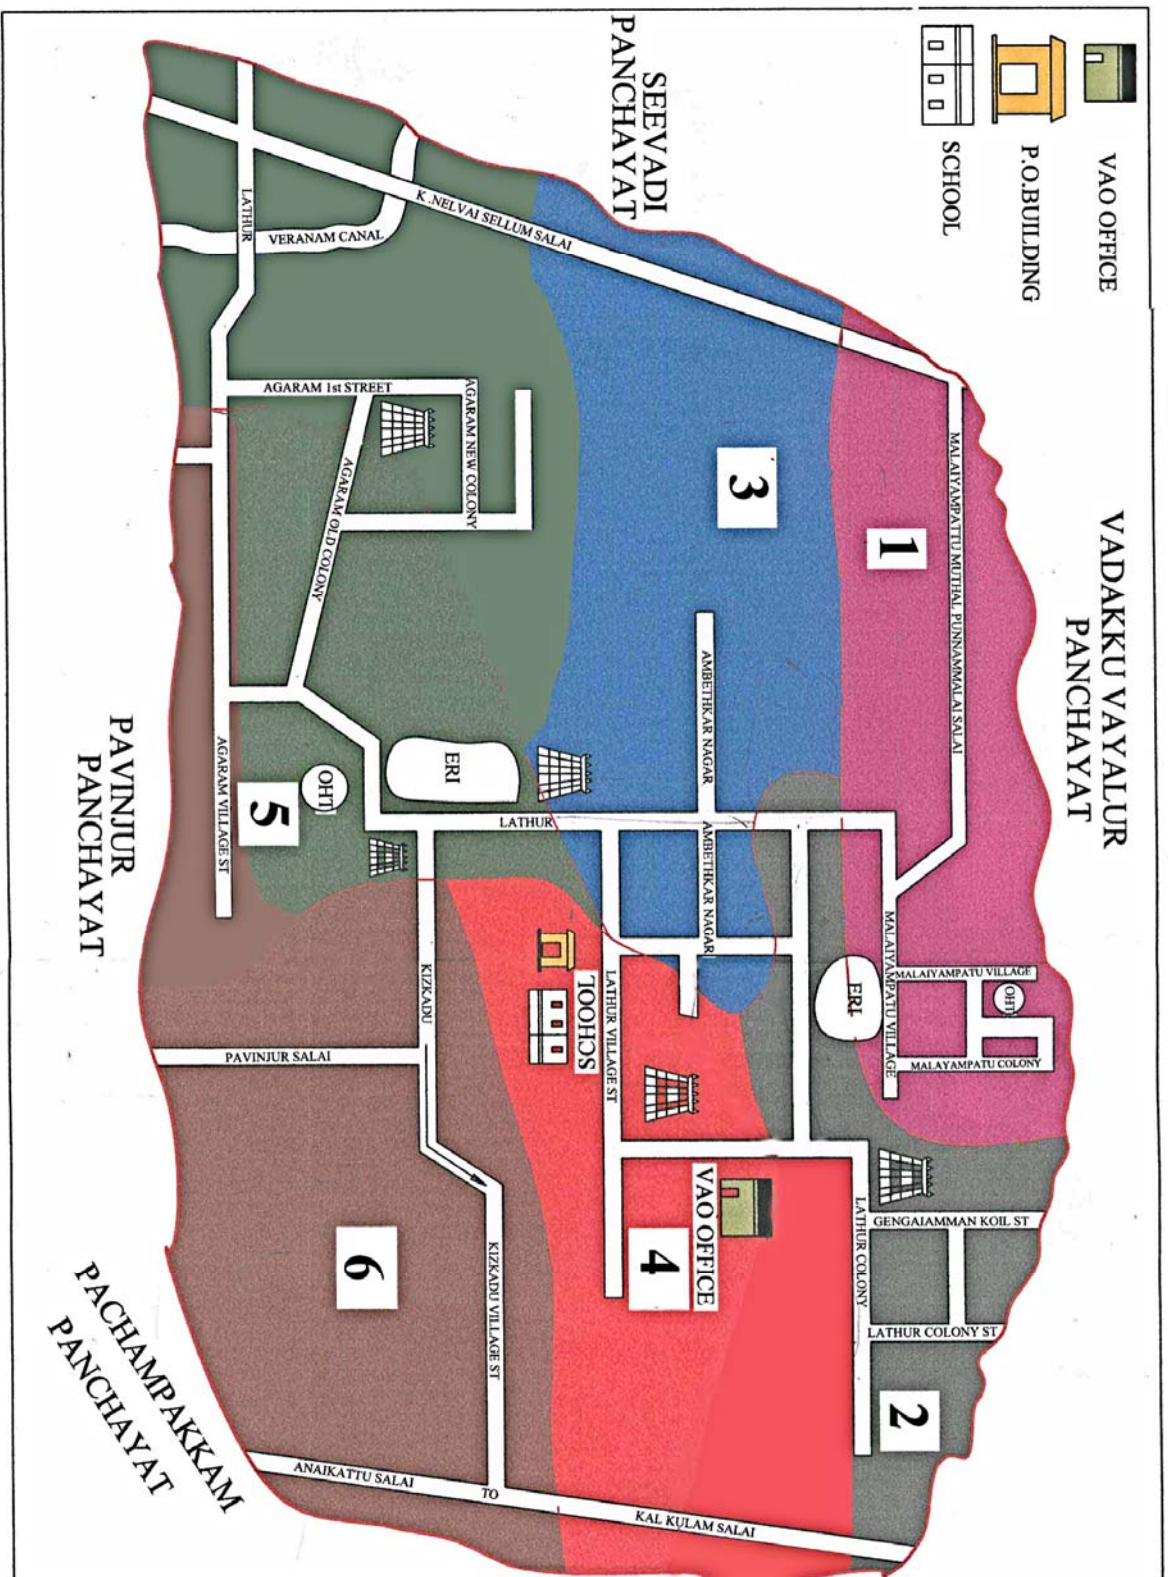 VAO OFFICE
P.O.BUILDING
SCHOOL
SEEVADI
PANCHAYAT
VADAKKU VAYALUR
PANCHAYAT
PAVINJUR
PANCHAYAT
PACHAMPAKKAM
PANCHAYAT
K .NELVAI SELLUM SALAI
LATHUR
VERANAM CANAL
AGARAM 1st STREET
AGARAM NEW COLONY
AGARAM OLD COLONY
AGARAM VILLAGE ST
MALAIYAMPATTU MUTHAL PUNNAMMALAI SALAI
1
3
AMBETHKAR NAGAR
AMBETHKAR NAGAR
LATHUR
ERI
OHT
5
MALAIYAMPATU VILLAGE
MALAIYAMPATU VILLAGE
OHT
MALAYAMPATU COLONY
ERI
SCHOOL
LATHUR VILLAGE ST
KIZKADU
PAVINJUR SALAI
VAO OFFICE
4
GENGAIAMMAN KOIL ST
LATHUR COLONY
LATHUR COLONY ST
2
KIZKADU VILLAGE ST
6
ANAIKATTU SALAI
TO
KAL KULAM SALAI